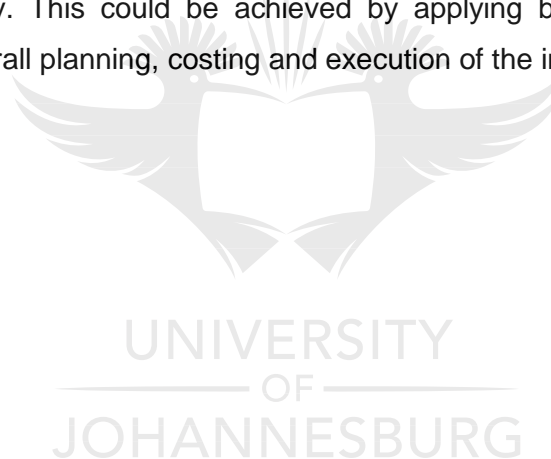 y. This could be achieved by applying b
rall planning, costing and execution of the i
UNIVERSITY
OF
JOHANNESBURG